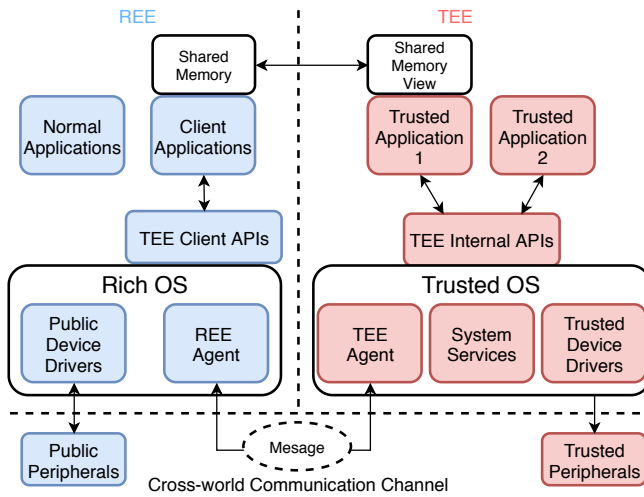 REE
TEE
Shared
Memory
Shared
Memory
View
Normal
Applications
Client
Applications
Trusted
Application
1
Trusted
Application
2
TEE Client APIs
TEE Internal APIs
Rich OS
Trusted OS
Public
Device
Drivers
REE
Agent
TEE
Agent
System
Services
Trusted
Device
Drivers
Public
Peripherals
Message
Trusted
Peripherals
Cross-world Communication Channel